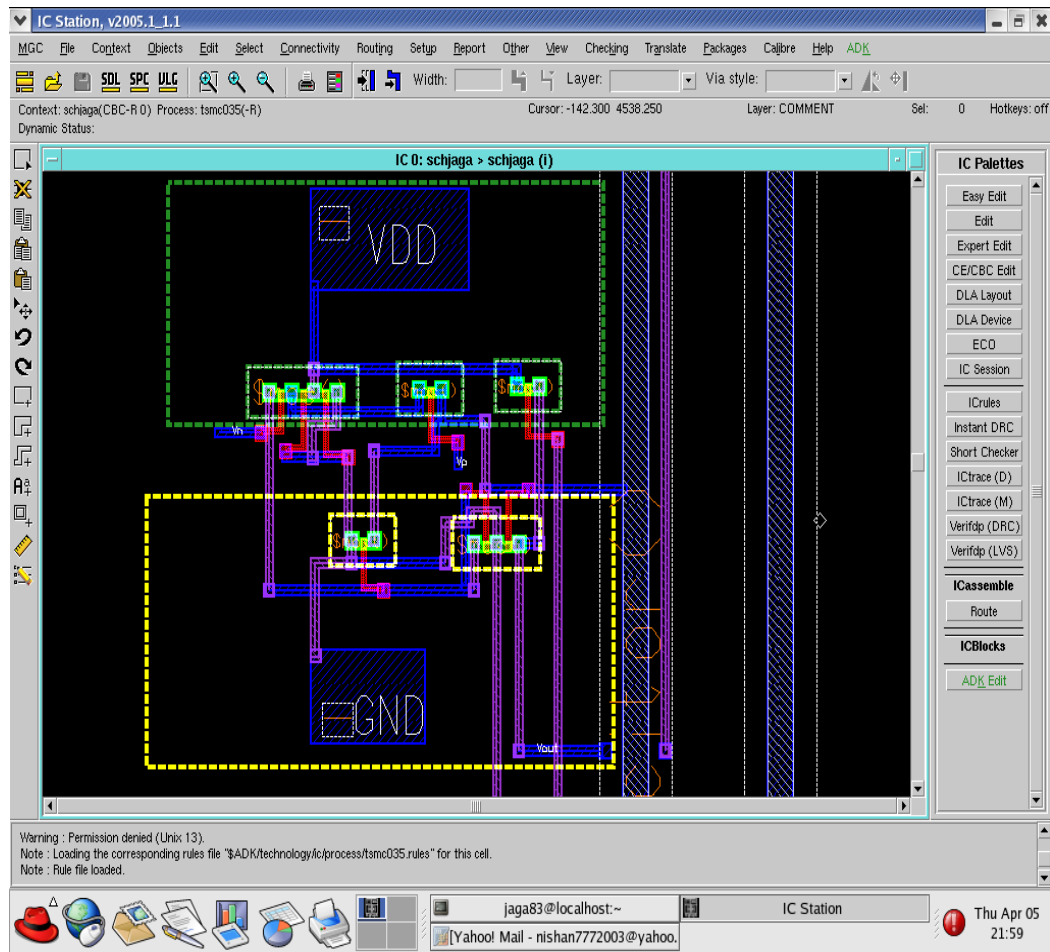 IC Station, v2005.1_1.1
MGC File Context Objects Edit Select Connectivity Routing Setup Report Other View Checking Translate Packages Calibre Help ADK
SDL SPC VLG Width: Layer: Via style:
Context: schjaga(CBC-R 0) Process: tsmc035(-R) Cursor: -142.300 4538.250 Layer: COMMENT Sel: 0 Hotkeys: off
Dynamic Status:
IC 0: schjaga > schjaga (i)
IC Palettes
Easy Edit
Edit
Expert Edit
CE/CBC Edit
DLA Layout
DLA Device
ECO
IC Session
ICrules
Instant DRC
Short Checker
ICtrace (D)
ICtrace (M)
Verifdp (DRC)
Verifdp (LVS)
ICassemble
Route
ICBlocks
ADK Edit
VDD
Vn
Vp
GND
Vout
Warning : Permission denied (Unix 13).
Note : Loading the corresponding rules file "$ADK/technology/ic/process/tsmc035.rules" for this cell.
Note : Rule file loaded.
jaga83@localhost:~
IC Station
[Yahoo! Mail - nishan7772003@yahoo.
Thu Apr 05
21:59